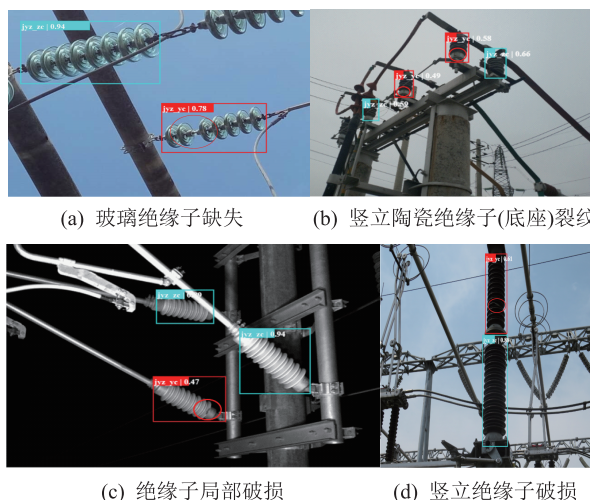 jyz_zc | 0.94
jyz_yc | 0.78
jyz_yc | 0.58
jyz_zc | 0.66
jyz_yc | 0.49
(a) 玻璃绝缘子缺失
(b) 竖立陶瓷绝缘子(底座)裂纹
jyz_zc
jyz_zc | 0.94
jyz_yc | 0.47
(c) 绝缘子局部破损
(d) 竖立绝缘子破损